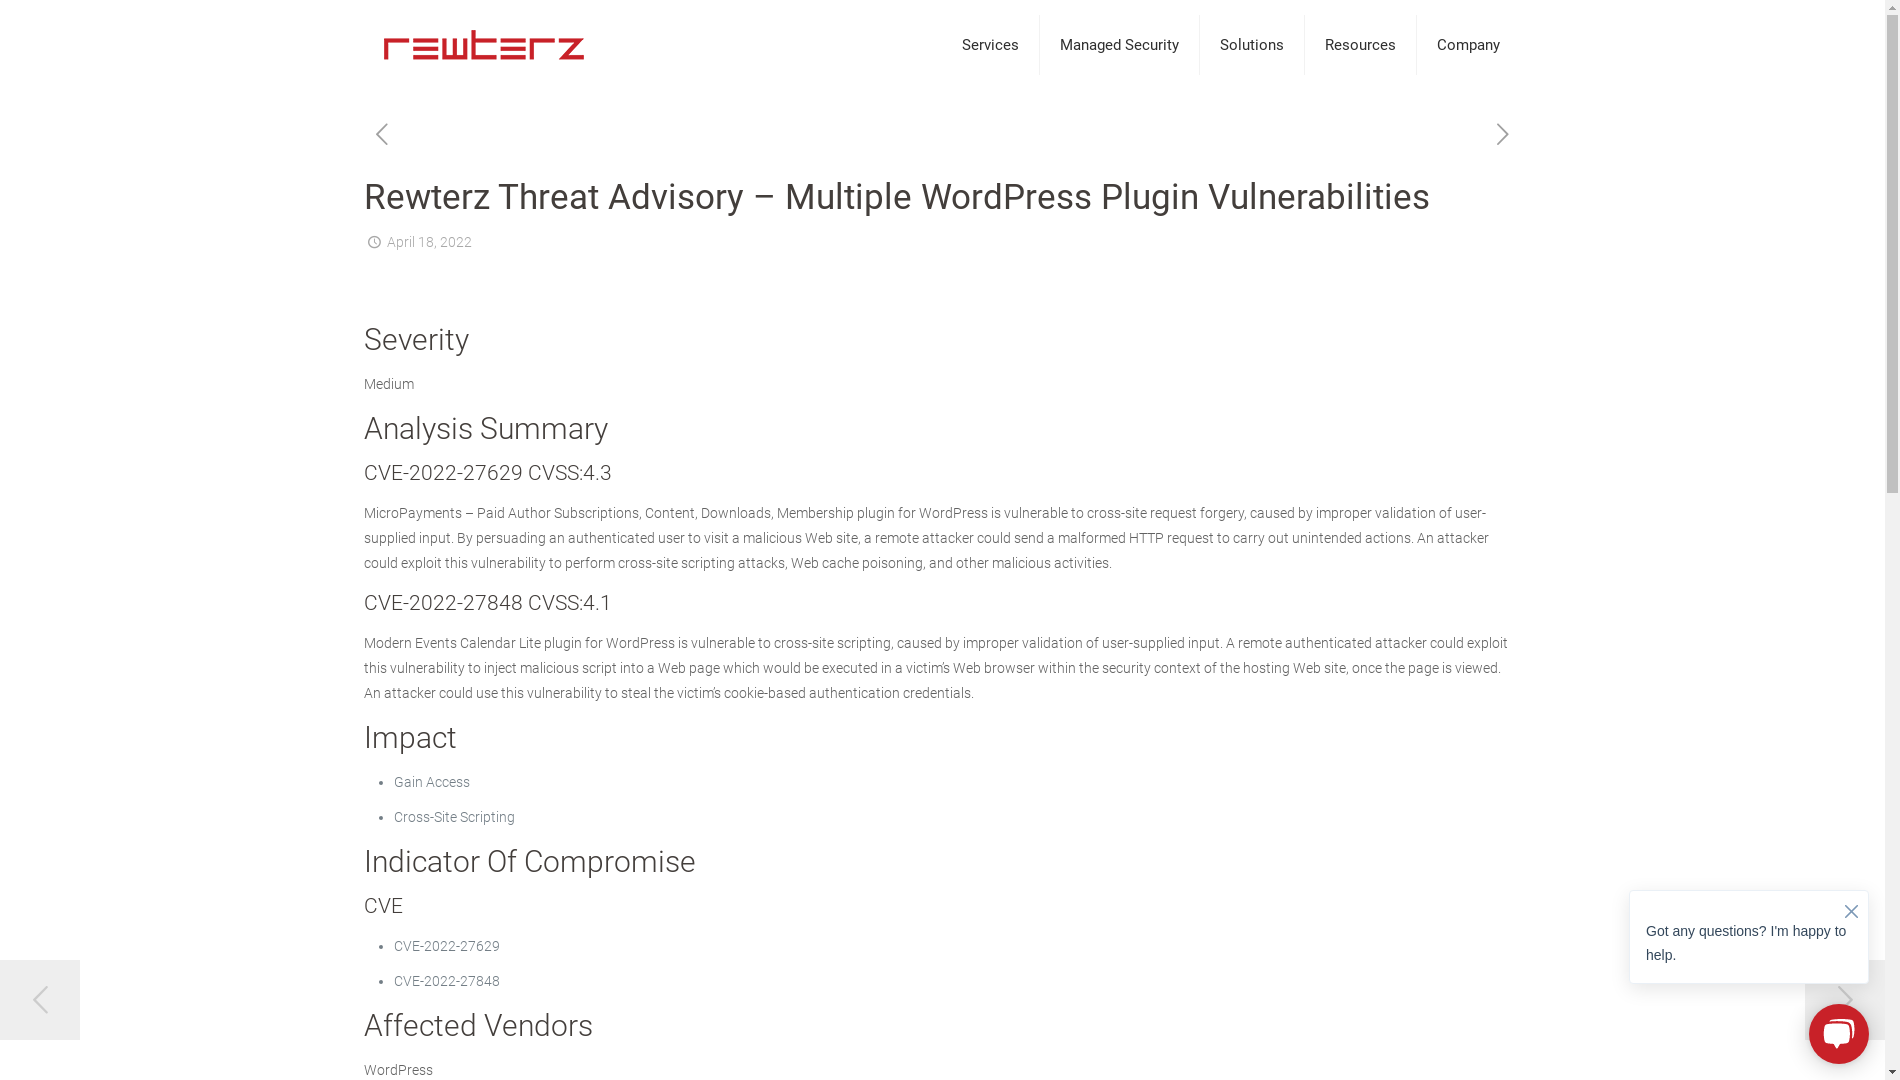 rewterz
Services
Managed Security
Solutions
Resources
Company
Rewterz Threat Advisory – Multiple WordPress Plugin Vulnerabilities
April 18, 2022
Severity
Medium
Analysis Summary
CVE-2022-27629 CVSS:4.3
MicroPayments – Paid Author Subscriptions, Content, Downloads, Membership plugin for WordPress is vulnerable to cross-site request forgery, caused by improper validation of user-
supplied input. By persuading an authenticated user to visit a malicious Web site, a remote attacker could send a malformed HTTP request to carry out unintended actions. An attacker
could exploit this vulnerability to perform cross-site scripting attacks, Web cache poisoning, and other malicious activities.
CVE-2022-27848 CVSS:4.1
Modern Events Calendar Lite plugin for WordPress is vulnerable to cross-site scripting, caused by improper validation of user-supplied input. A remote authenticated attacker could exploit
this vulnerability to inject malicious script into a Web page which would be executed in a victim’s Web browser within the security context of the hosting Web site, once the page is viewed.
An attacker could use this vulnerability to steal the victim’s cookie-based authentication credentials.
Impact
Gain Access
Cross-Site Scripting
Indicator Of Compromise
CVE
CVE-2022-27629
CVE-2022-27848
Affected Vendors
WordPress
Got any questions? I'm happy to
help.